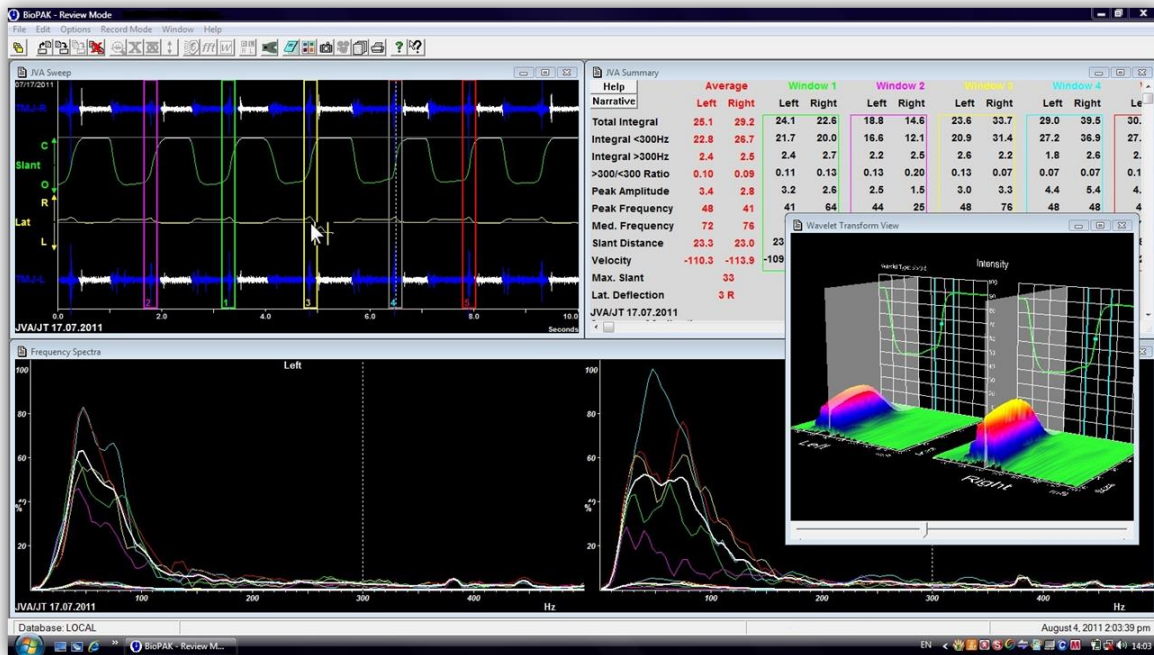 BioPAK - Review Mode
File Edit Options Record Mode Window Help
JVA Sweep
07/17/2011
TMJ-R
C
Slant
O
R
Lat
L
TMJ-L
2 1 3 4 5
0.0 2.0 4.0 6.0 8.0 10.0
JVA/JT 17.07.2011 Seconds
JVA Summary
Help Average Window 1 Window 2 Window 3 Window 4
Narrative Left Right Left Right Left Right Left Right Left Right
Total Integral 25.1 29.2 24.1 22.6 18.8 14.6 23.6 33.7 29.0 39.5 30.
Integral <300Hz 22.8 26.7 21.7 20.0 16.6 12.1 20.9 31.4 27.2 36.9 27.
Integral >300Hz 2.4 2.5 2.4 2.7 2.2 2.5 2.6 2.2 1.8 2.6 2.
>300/<300 Ratio 0.10 0.09 0.11 0.13 0.13 0.20 0.13 0.07 0.07 0.07 0.1
Peak Amplitude 3.4 2.8 3.2 2.6 2.5 1.5 3.0 3.3 4.4 5.4 4.
Peak Frequency 48 41 41 64 44 25 48 76 48 48 4
Med. Frequency 72 76
Slant Distance 23.3 23.0 23
Velocity -110.3 -113.9 -109
Max. Slant 33
Lat. Deflection 3 R
JVA/JT 17.07.2011
Wavelet Transform View
Intensity
100
Left
Right
Frequency Spectra
Left
100
80
60
%
20
100 200 300 400
JVA/JT 17.07.2011 Hz
100
80
60
%
20
100 200 300 400
Hz
Database: LOCAL August 4, 2011 2:03:39 PM
BioPAK - Review M... EN 14:03